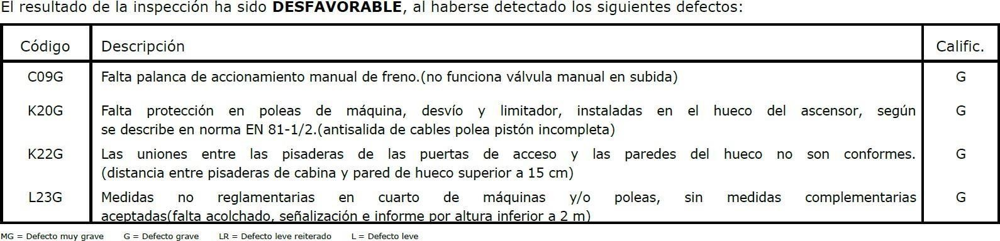 El resultado de la inspección ha sido DESFAVORABLE, al haberse detectado los siguientes defectos:
Código Descripción Calific.
C09G Falta palanca de accionamiento manual de freno.(no funciona válvula manual en subida) G
K20G Falta protección en poleas de máquina, desvío y limitador, instaladas en el hueco del ascensor, según G
se describe en norma EN 81-1/2.(antisalida de cables polea pistón incompleta)
K22G Las uniones entre las pisaderas de las puertas de acceso y las paredes del hueco no son conformes. G
(distancia entre pisaderas de cabina y pared de hueco superior a 15 cm)
L23G Medidas no reglamentarias en cuarto de máquinas y/o poleas, sin medidas complementarias G
aceptadas(falta acolchado, señalización e informe por altura inferior a 2 m)
MG = Defecto muy grave G = Defecto grave LR = Defecto leve reiterado L = Defecto leve